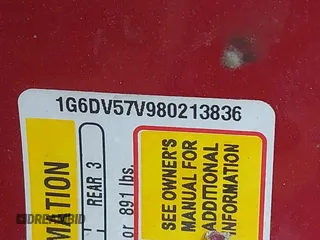 1G6DV57V980213836
MATION
REAR 3
or 891 lbs.
SEE OWNER'S
MANUAL FOR
ADDITIONAL
INFORMATION
DREAMBID